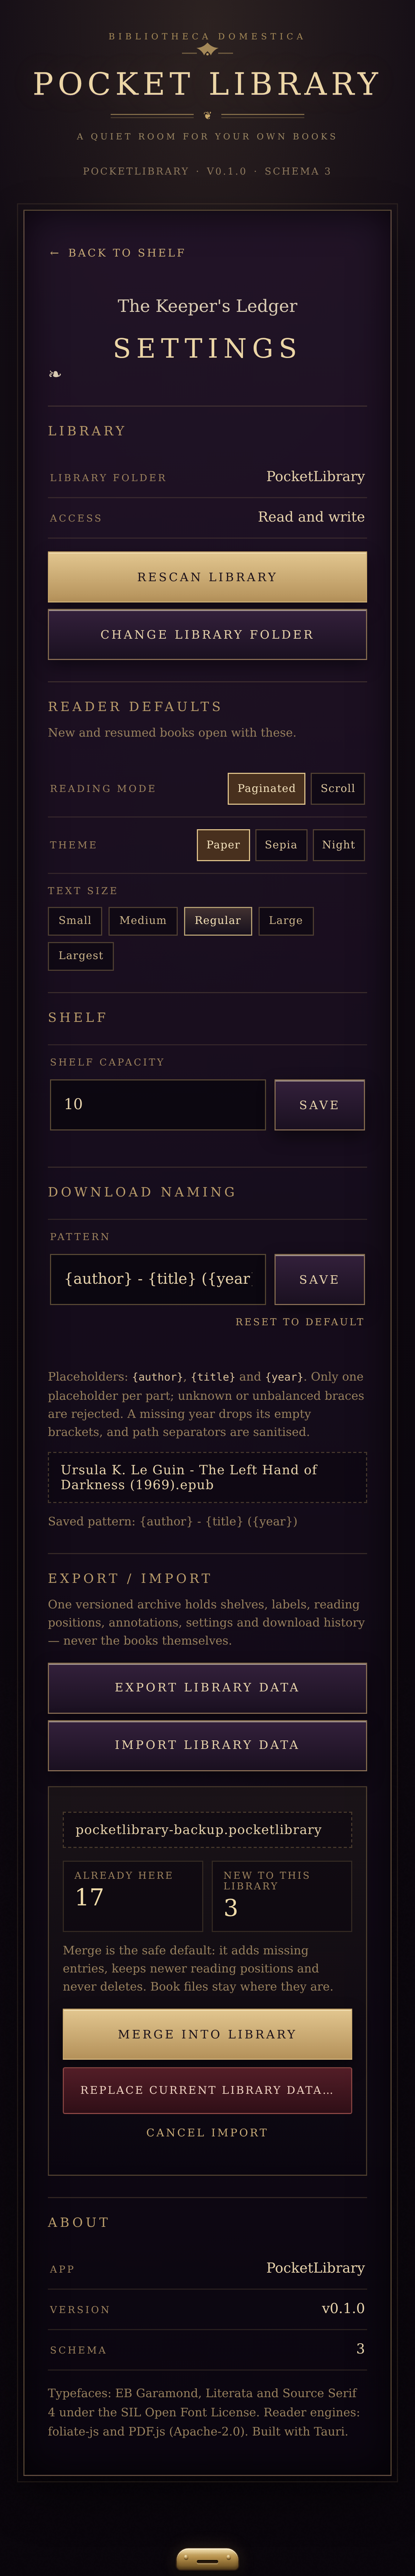 BIBLIOTHECA DOMESTICA
POCKET LIBRARY
A QUIET ROOM FOR YOUR OWN BOOKS
POCKETLIBRARY · V0.1.0 · SCHEMA 3
← BACK TO SHELF
The Keeper's Ledger
SETTINGS
LIBRARY
LIBRARY FOLDER PocketLibrary
ACCESS Read and write
RESCAN LIBRARY
CHANGE LIBRARY FOLDER
READER DEFAULTS
New and resumed books open with these.
READING MODE Paginated Scroll
THEME Paper Sepia Night
TEXT SIZE
Small Medium Regular Large
Largest
SHELF
SHELF CAPACITY
10 SAVE
DOWNLOAD NAMING
PATTERN
{author} - {title} ({year SAVE
RESET TO DEFAULT
Placeholders: {author}, {title} and {year}. Only one
placeholder per part; unknown or unbalanced braces
are rejected. A missing year drops its empty
brackets, and path separators are sanitised.
Ursula K. Le Guin - The Left Hand of
Darkness (1969).epub
Saved pattern: {author} - {title} ({year})
EXPORT / IMPORT
One versioned archive holds shelves, labels, reading
positions, annotations, settings and download history
— never the books themselves.
EXPORT LIBRARY DATA
IMPORT LIBRARY DATA
pocketlibrary-backup.pocketlibrary
ALREADY HERE
17
NEW TO THIS
LIBRARY
3
Merge is the safe default: it adds missing
entries, keeps newer reading positions and
never deletes. Book files stay where they are.
MERGE INTO LIBRARY
REPLACE CURRENT LIBRARY DATA…
CANCEL IMPORT
ABOUT
APP PocketLibrary
VERSION v0.1.0
SCHEMA 3
Typefaces: EB Garamond, Literata and Source Serif
4 under the SIL Open Font License. Reader engines:
foliate-js and PDF.js (Apache-2.0). Built with Tauri.